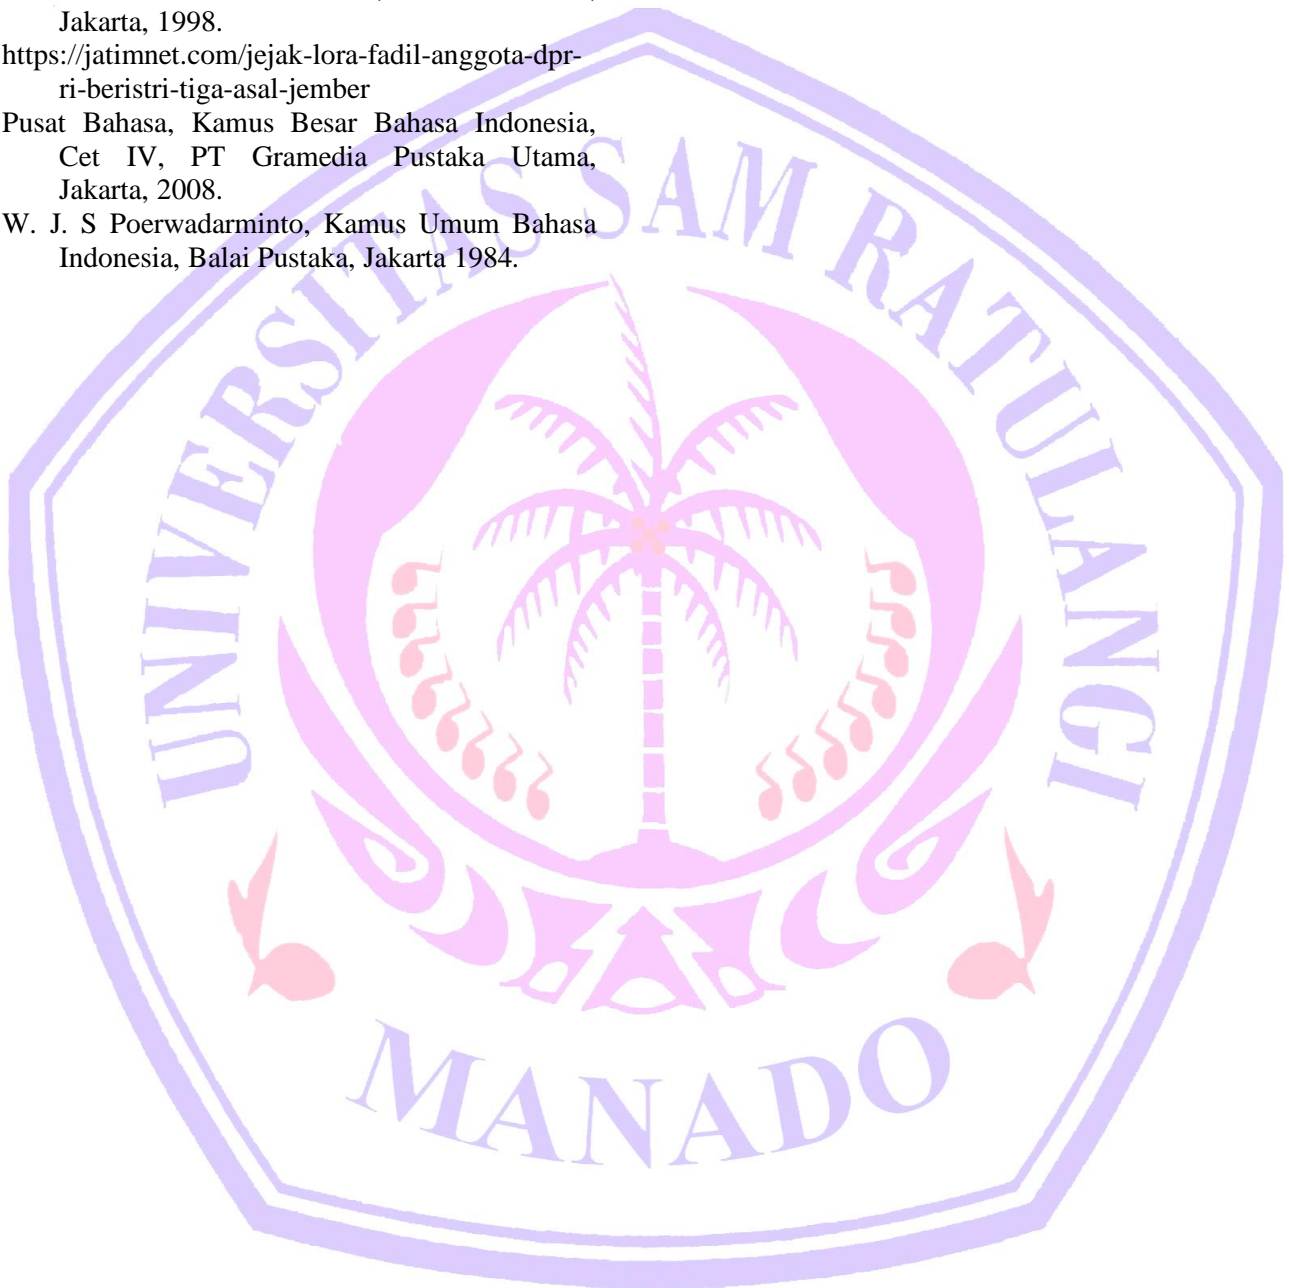 Jakarta, 1998.
https://jatimnet.com/jejak-lora-fadil-anggota-dpr-
ri-beristri-tiga-asal-jember
Pusat Bahasa, Kamus Besar Bahasa Indonesia,
Cet IV, PT Gramedia Pustaka Utama,
Jakarta, 2008.
W. J. S Poerwadarminto, Kamus Umum Bahasa
Indonesia, Balai Pustaka, Jakarta 1984.
UNIVERSITAS SAM RATULANGI
MANADO